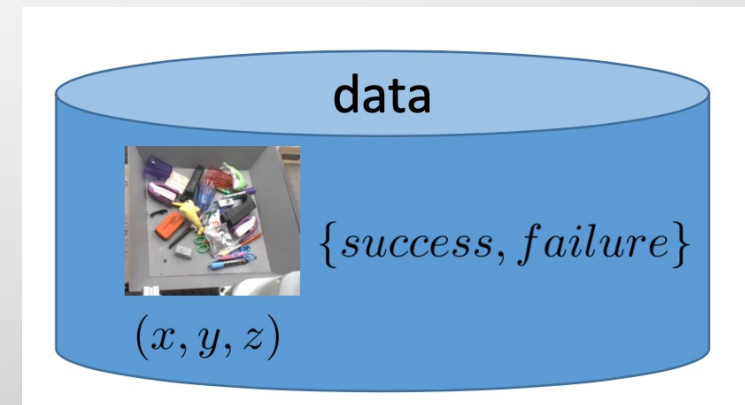 data
{success, failure}
(x, y, z)